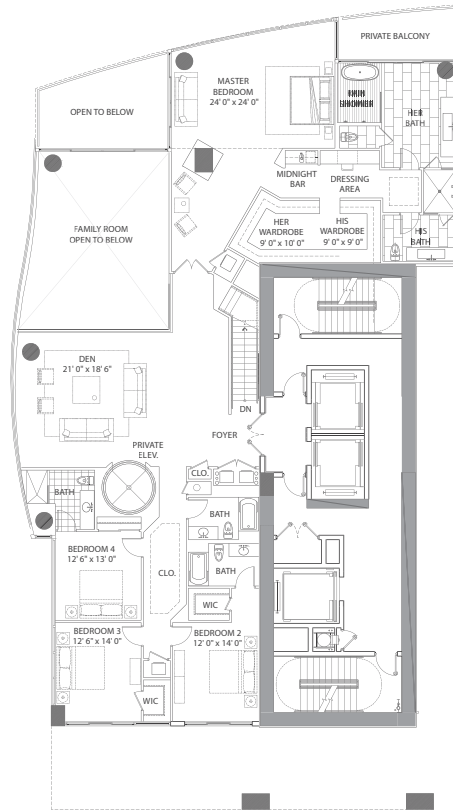 PRIVATE BALCONY
MASTER
BEDROOM
24' 0" x 24' 0"
OPEN TO BELOW
HER
BATH
MIDNIGHT
BAR
DRESSING
AREA
FAMILY ROOM
OPEN TO BELOW
HER
WARDROBE
9' 0" x 10' 0"
HIS
WARDROBE
9' 0" x 9' 0"
HIS
BATH
DEN
21' 0" x 18' 6"
DN
FOYER
PRIVATE
ELEV.
CLO.
BATH
BATH
BEDROOM 4
12' 6" x 13' 0"
CLO.
BATH
WIC
BEDROOM 3
12' 6" x 14' 0"
BEDROOM 2
12' 0" x 14' 0"
WIC